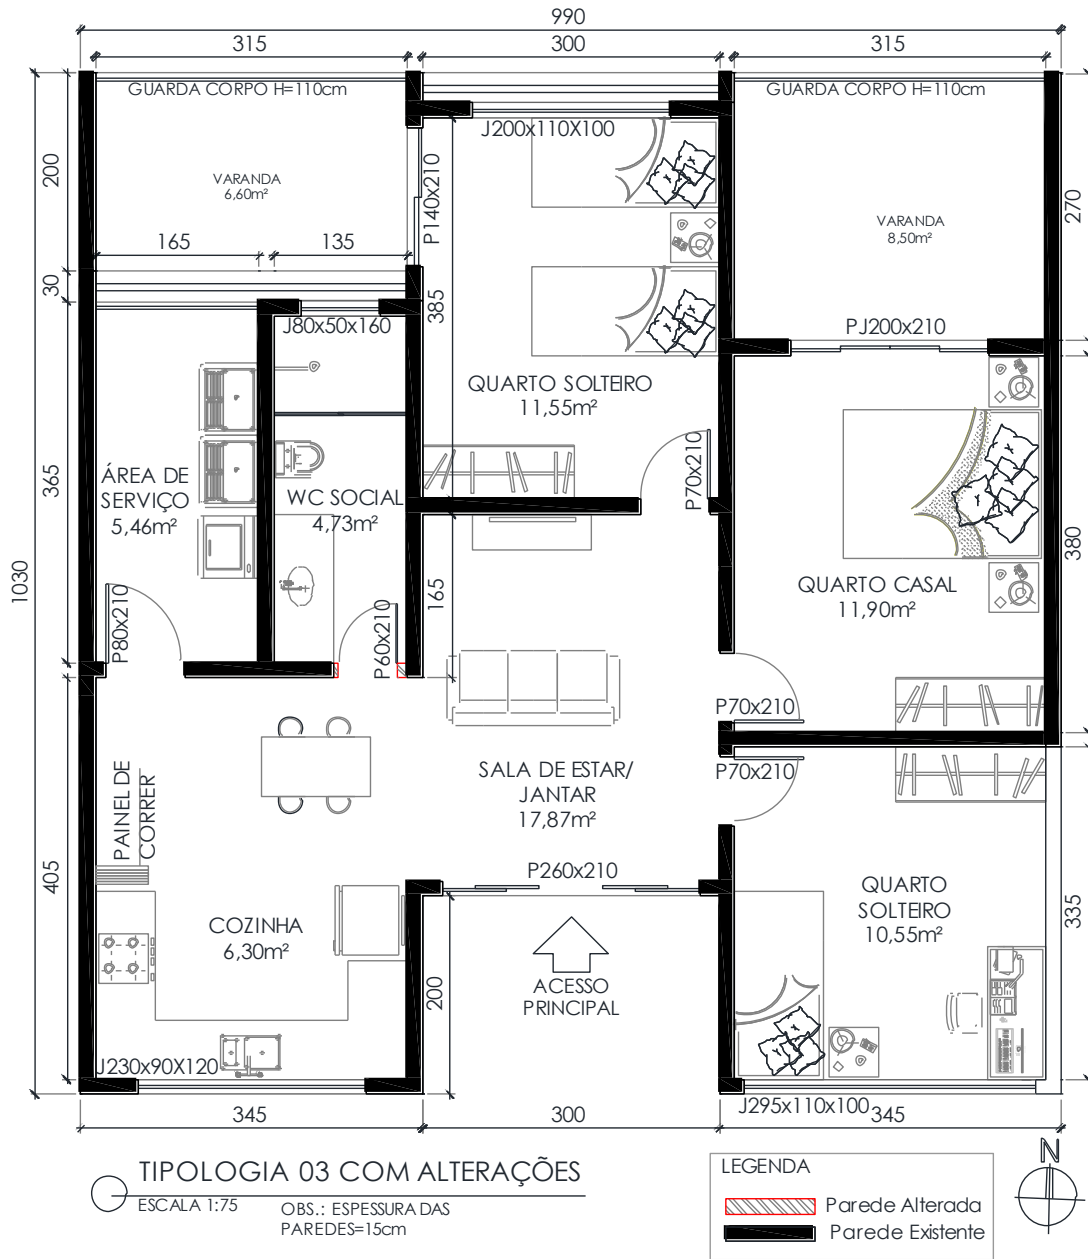 990
315
300
315
GUARDA CORPO H=110cm
GUARDA CORPO H=110cm
J200x110X100
200
P140x210
270
VARANDA
6,60m²
VARANDA
8,50m²
165
135
30
385
J80x50x160
PJ200x210
QUARTO SOLTEIRO
11,55m²
365
ÁREA DE
SERVIÇO
5,46m²
WC SOCIAL
4,73m²
P70x210
1030
380
QUARTO CASAL
11,90m²
P80x210
P60x210
165
P70x210
SALA DE ESTAR/
JANTAR
17,87m²
P70x210
PAINEL DE
CORRER
405
P260x210
QUARTO
SOLTEIRO
10,55m²
335
COZINHA
6,30m²
ACESSO
PRINCIPAL
200
J230x90X120
J295x110x100
345
300
345
TIPOLOGIA 03 COM ALTERAÇÕES
ESCALA 1:75
OBS.: ESPESSURA DAS
PAREDES=15cm
LEGENDA
Parede Alterada
Parede Existente
N